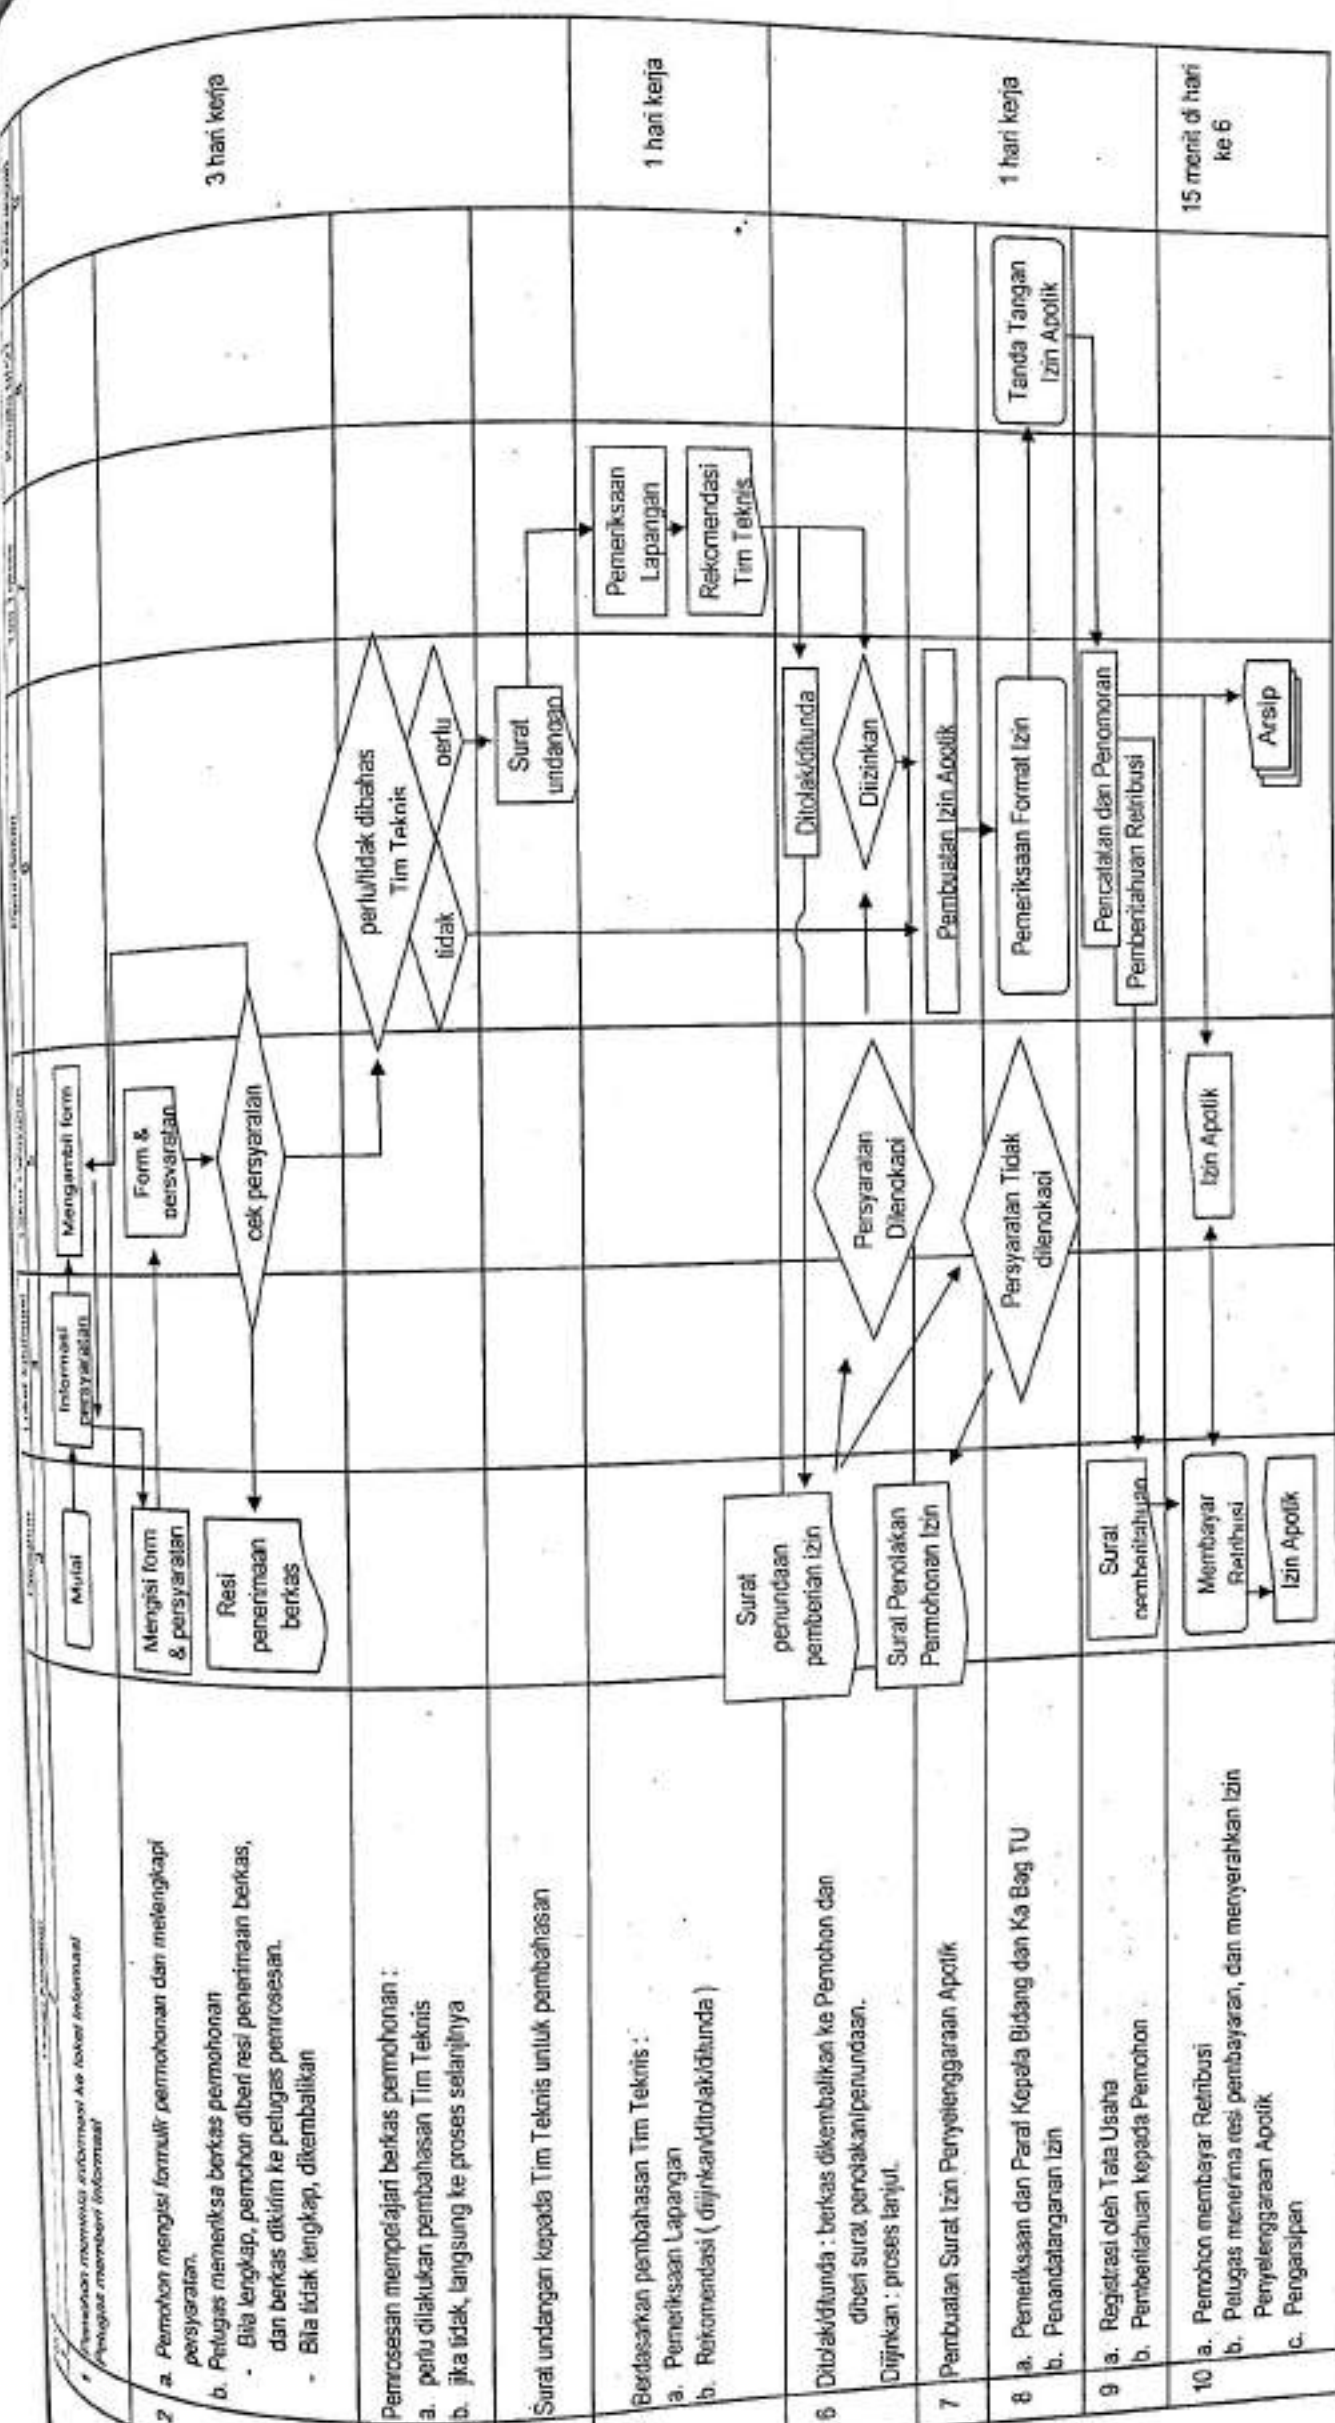 Pemohon meminta informasi ke loket informasi
Petugas memberi informasi
Mulai
Informasi
persyaratan
Mengambil form
3 hari kerja
2
a. Pemohon mengisi formulir permohonan dan melengkapi
persyaratan.
b. Petugas memeriksa berkas permohonan
- Bila lengkap, pemohon diberi resi penerimaan berkas,
dan berkas dikirim ke petugas pemrosesan.
- Bila tidak lengkap, dikembalikan
Mengisi form
& persyaratan
Resi
penerimaan
berkas
Form &
persyaratan
cek persyaratan
Pemrosesan mempelajari berkas permohonan :
a. perlu dilakukan pembahasan Tim Teknis
b. jika tidak, langsung ke proses selanjtnya
perlu/tidak dibahas
Tim Teknis
tidak
perlu
Surat undangan kepada Tim Teknis untuk pembahasan
Surat
undangan
Berdasarkan pembahasan Tim Teknis :
a. Pemeriksaan Lapangan
b. Rekomendasi ( diijinkan/ditolak/ditunda )
Pemeriksaan
Lapangan
Rekomendasi
Tim Teknis
1 hari kerja
6 Ditolak/ditunda : berkas dikembalikan ke Pemohon dan
diberi surat penolakan/penundaan.
Diijinkan : proses lanjut.
Surat
penundaan
pemberian izin
Persyaratan
Dilengkapi
Ditolak/ditunda
Diizinkan
1 hari kerja
7 Pembuatan Surat Izin Penyelenggaraan Apotik
Surat Penolakan
Permohonan Izin
Pembuatan Izin Apotik
8 a. Pemeriksaan dan Paraf Kepala Bidang dan Ka Bag TU
b. Penandatanganan Izin
Persyaratan Tidak
dilengkapi
Pemeriksaan Format Izin
Tanda Tangan
Izin Apotik
9 a. Registrasi oleh Tata Usaha
b. Pemberitahuan kepada Pemohon
Surat
pemberitahuan
Pencatatan dan Penomoran
Pemberitahuan Retribusi
10 a. Pemohon membayar Retribusi
b. Petugas menerima resi pembayaran, dan menyerahkan Izin
Penyelenggaraan Apotik
c. Pengarsipan
Membayar
Retribusi
Izin Apotik
Izin Apotik
Arsip
15 menit di hari
ke 6